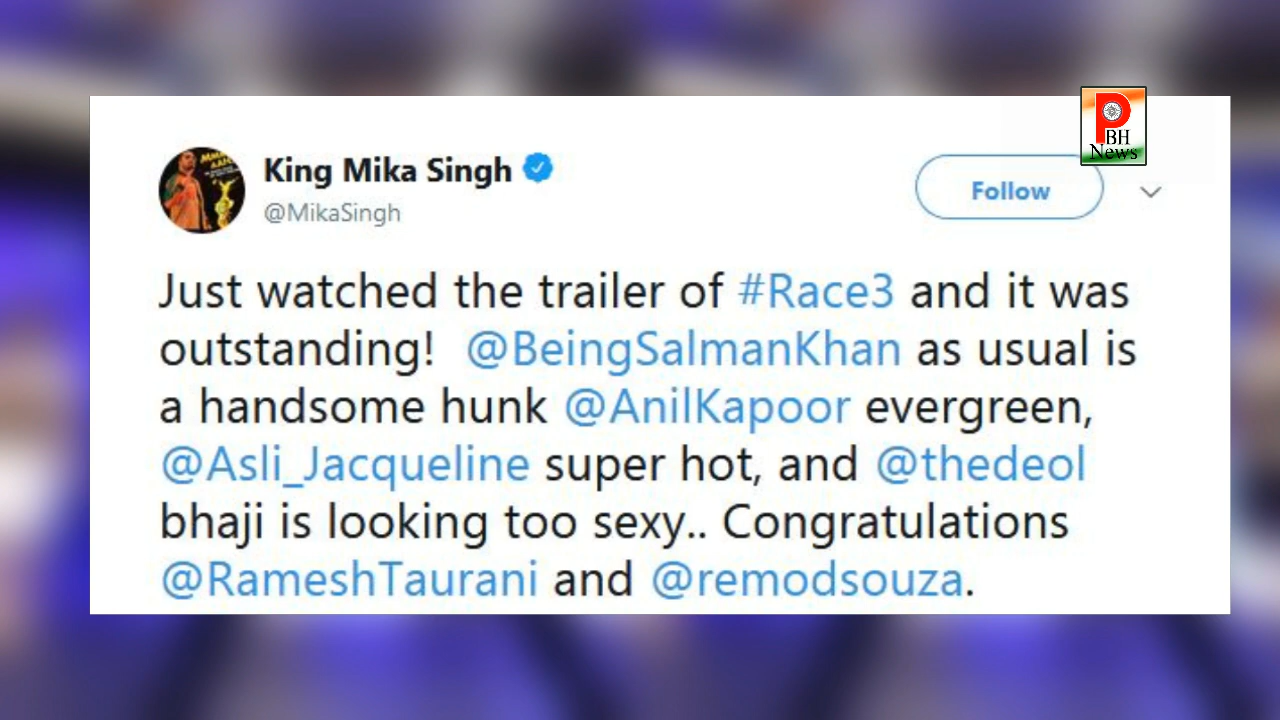 P
BH
News
King Mika Singh
@MikaSingh
Follow
Just watched the trailer of #Race3 and it was
outstanding! @BeingSalmanKhan as usual is
a handsome hunk @AnilKapoor evergreen,
@Asli_Jacqueline super hot, and @thedeol
bhaji is looking too sexy.. Congratulations
@RameshTaurani and @remodsouza.